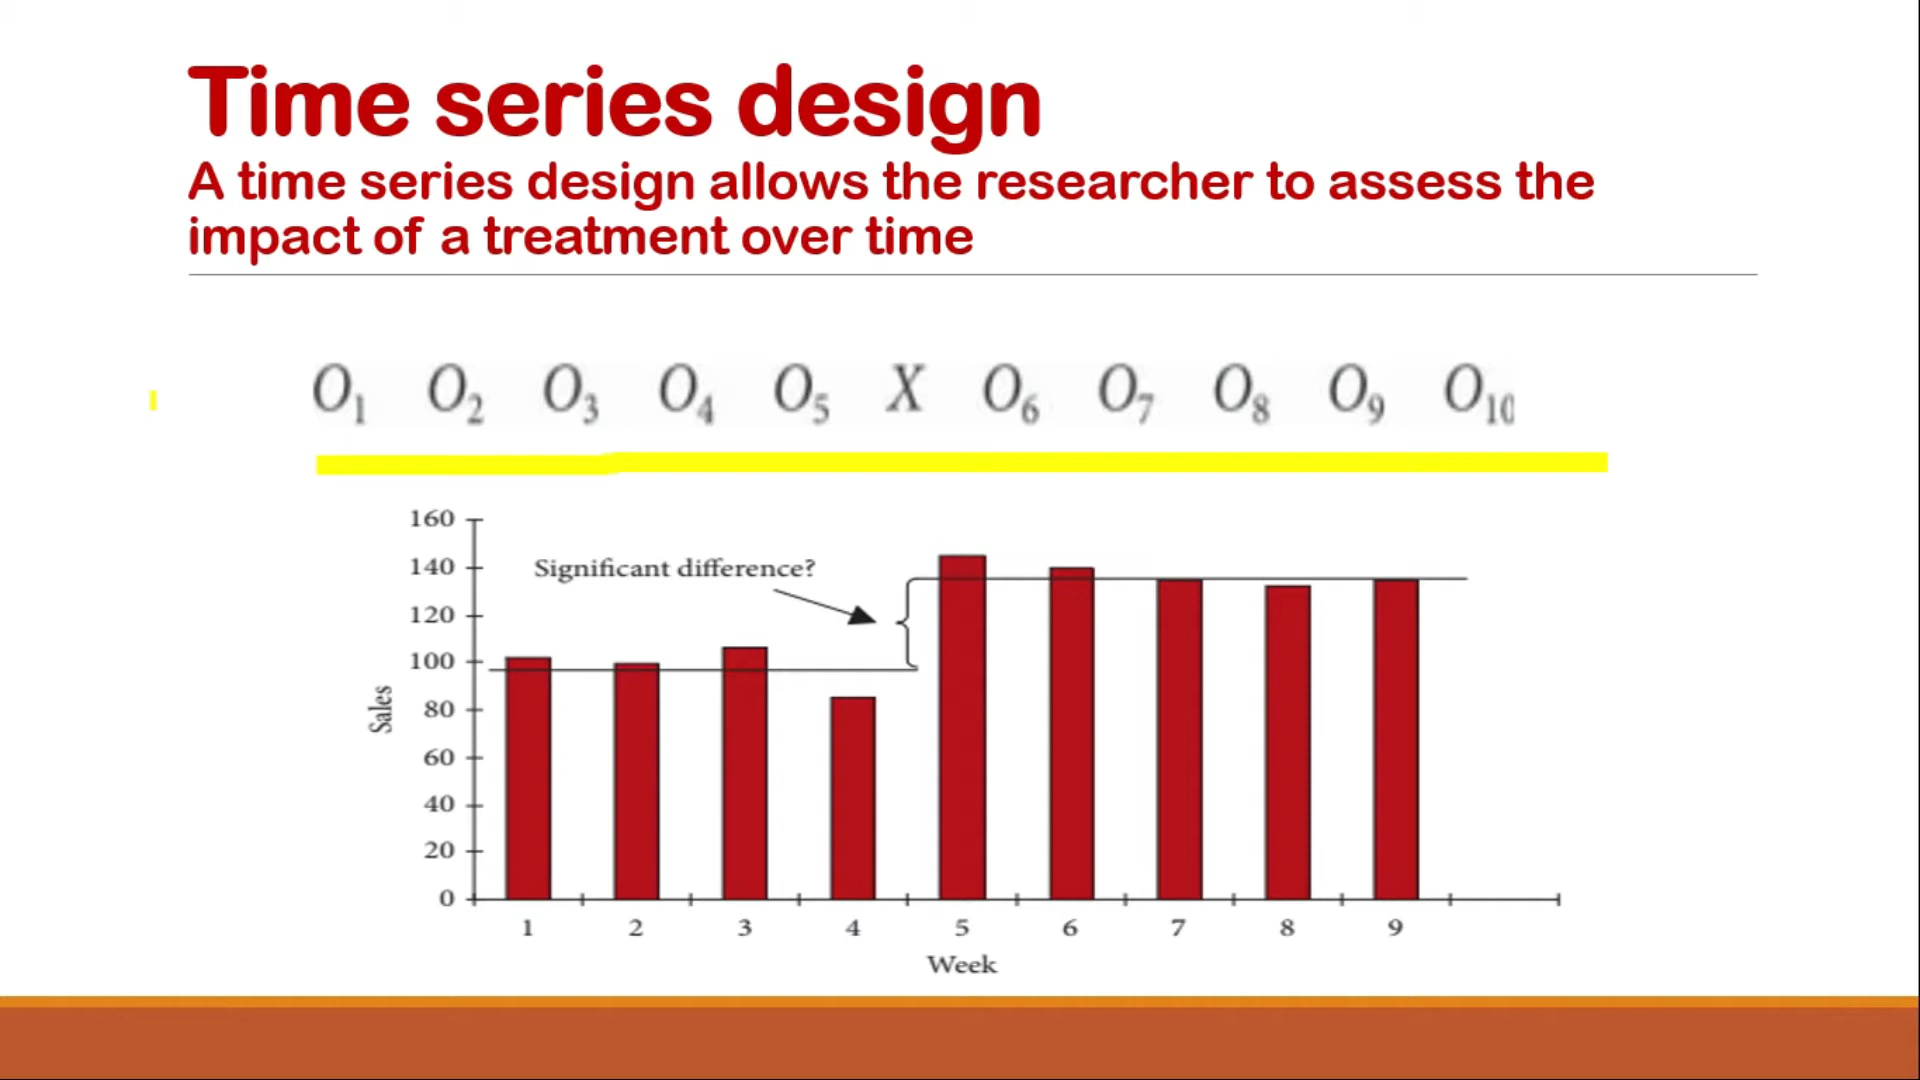 Time series design
A time series design allows the researcher to assess the
impact of a treatment over time
O1 O2 O3 O4 O5 X O6 O7 O8 O9 O10
160
Significant difference?
140
120
100
80
60
40
20
0
Sales
1 2 3 4 5 6 7 8 9
Week